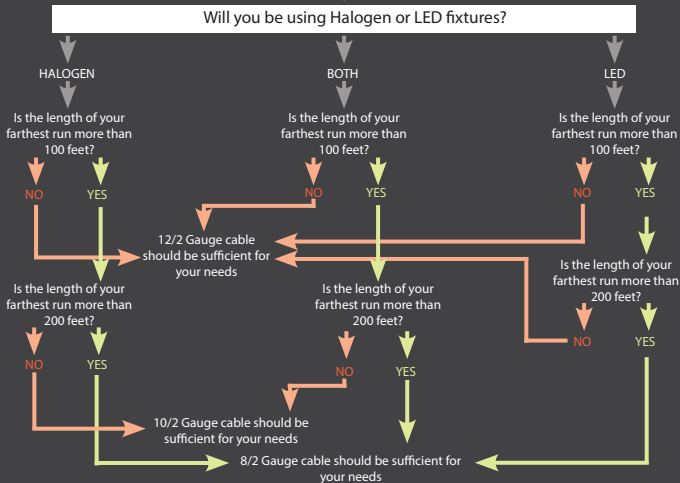 Will you be using Halogen or LED fixtures?
HALOGEN
BOTH
LED
Is the length of your
farthest run more than
100 feet?
Is the length of your
farthest run more than
100 feet?
Is the length of your
farthest run more than
100 feet?
NO
YES
NO
YES
NO
YES
12/2 Gauge cable
should be sufficient for
your needs
Is the length of your
farthest run more than
200 feet?
Is the length of your
farthest run more than
200 feet?
Is the length of your
farthest run more than
200 feet?
NO
YES
NO
YES
NO
YES
10/2 Gauge cable should be
sufficient for your needs
8/2 Gauge cable should be sufficient for
your needs